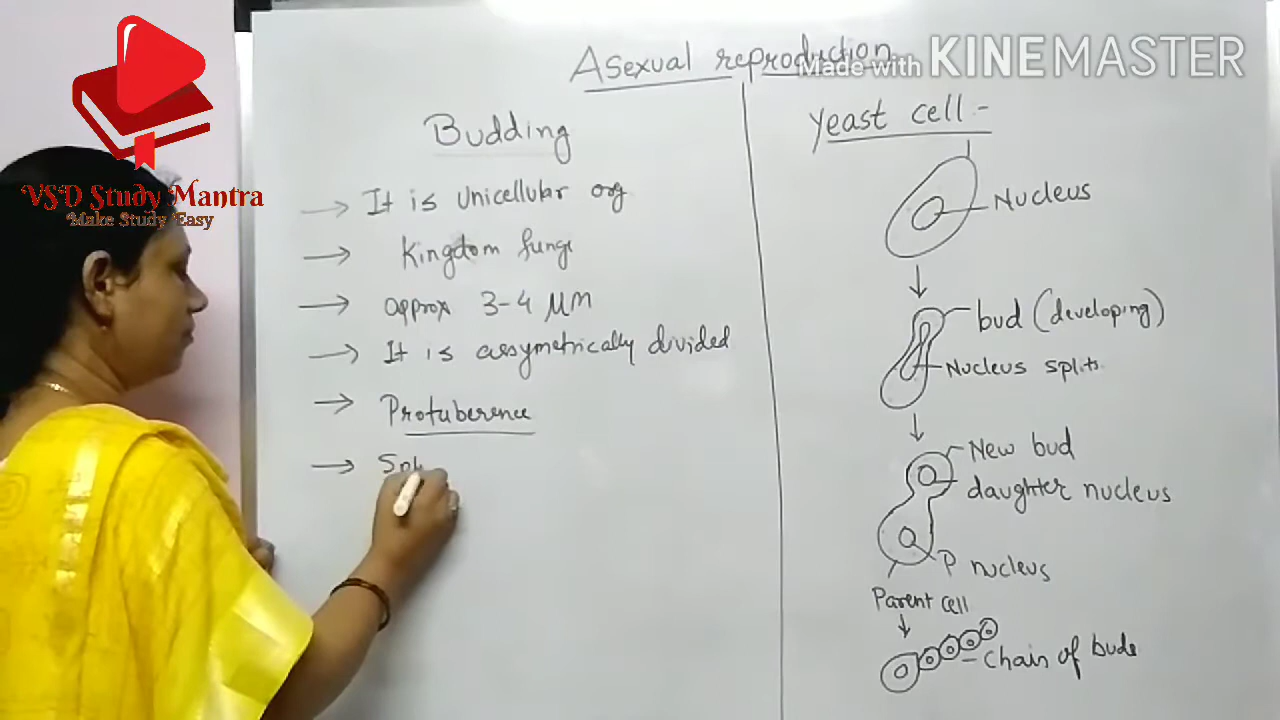 Asexual reproduction
Made with KINEMASTER
VSD Study Mantra
Make Study Easy
Budding
→ It is Unicellular org
→ Kingdom fungi
→ approx 3-4 μm
→ It is assymetrically divided
→ Protuberence
→
Yeast cell -
Nucleus
bud (developing)
Nucleus splits
New bud
daughter nucleus
P nucleus
Parent cell
Chain of buds